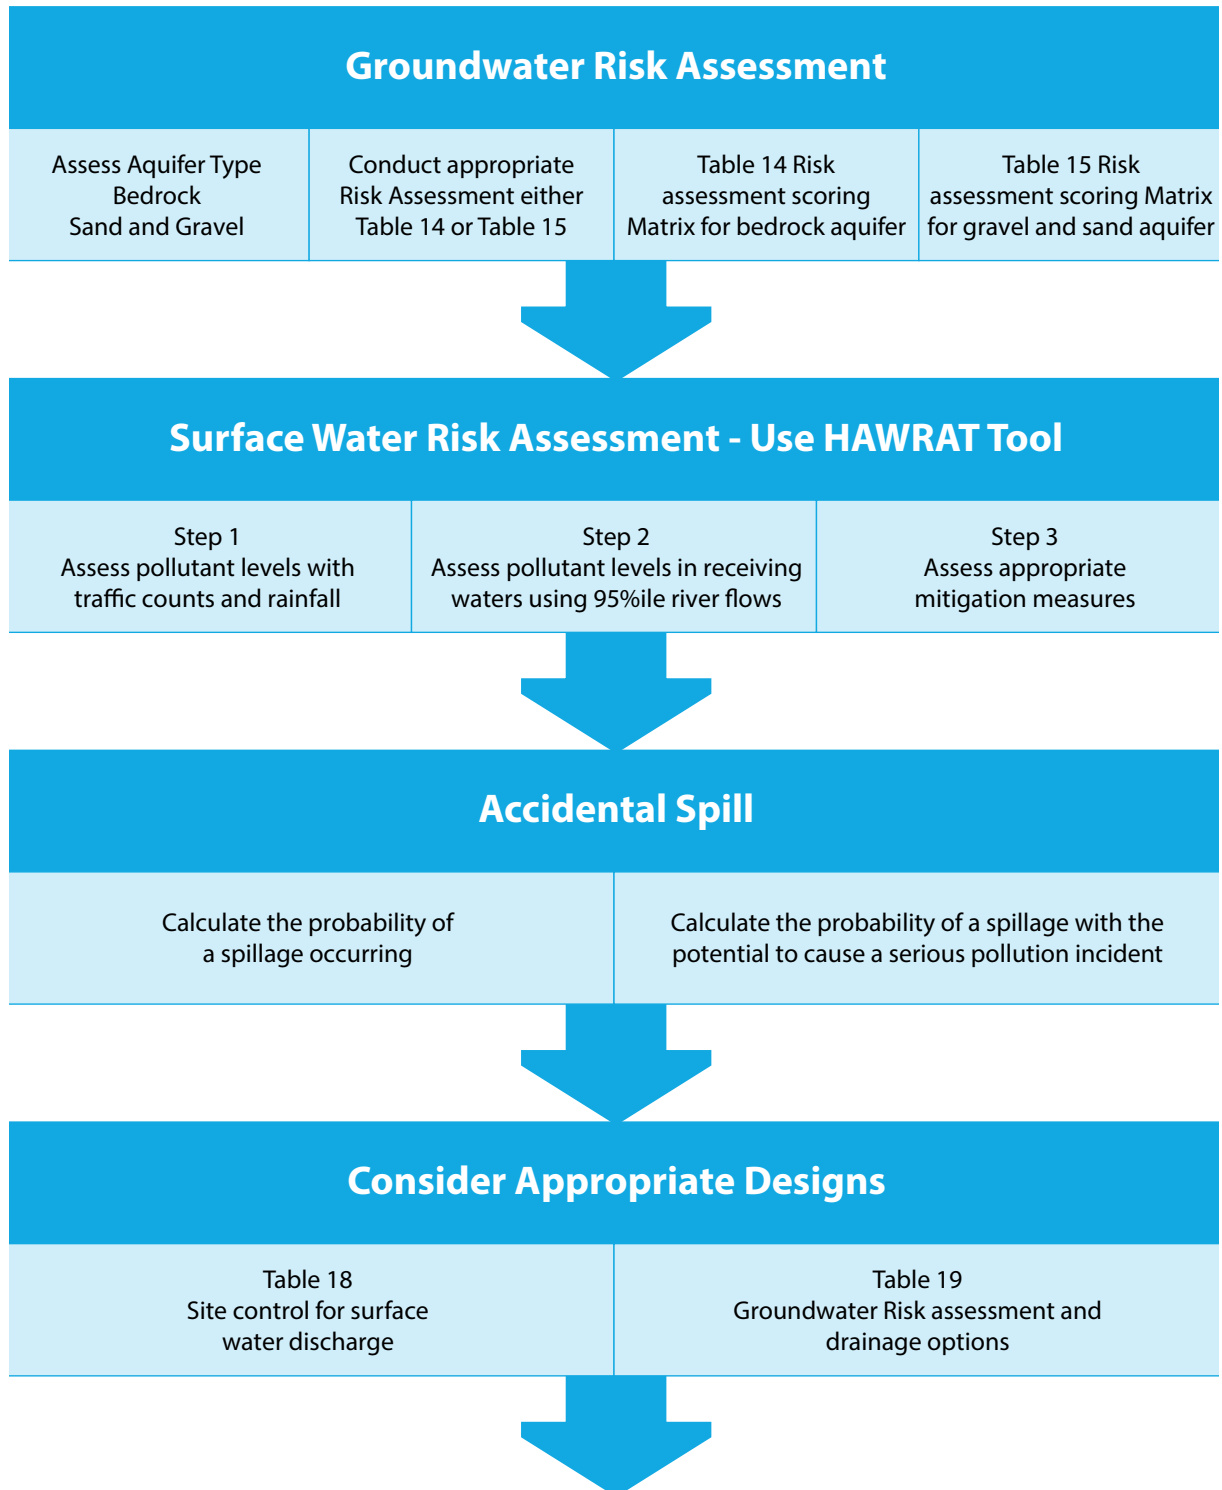 Groundwater Risk Assessment
Assess Aquifer Type
Bedrock
Sand and Gravel
Conduct appropriate
Risk Assessment either
Table 14 or Table 15
Table 14 Risk
assessment scoring
Matrix for bedrock aquifer
Table 15 Risk
assessment scoring Matrix
for gravel and sand aquifer
Surface Water Risk Assessment - Use HAWRAT Tool
Step 1
Assess pollutant levels with
traffic counts and rainfall
Step 2
Assess pollutant levels in receiving
waters using 95%ile river flows
Step 3
Assess appropriate
mitigation measures
Accidental Spill
Calculate the probability of
a spillage occurring
Calculate the probability of a spillage with the
potential to cause a serious pollution incident
Consider Appropriate Designs
Table 18
Site control for surface
water discharge
Table 19
Groundwater Risk assessment and
drainage options